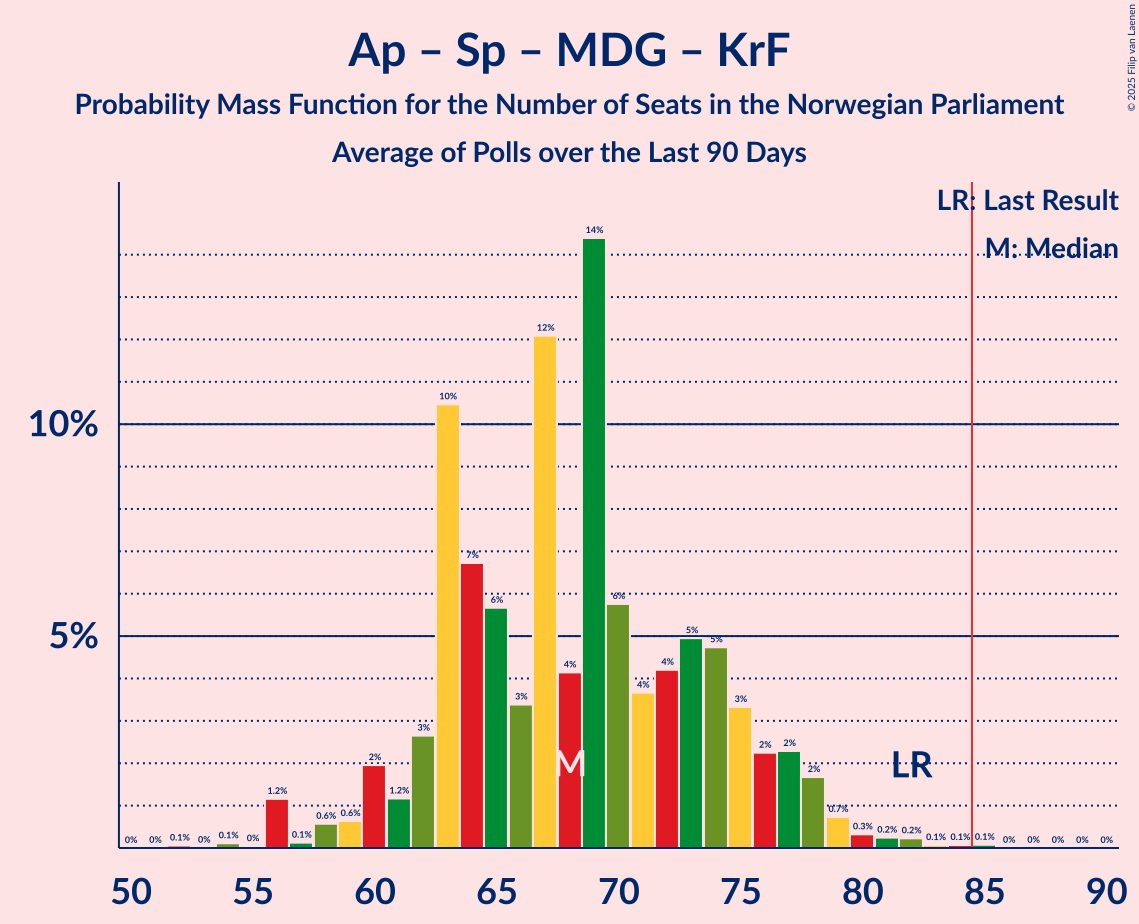 Ap – Sp – MDG – KrF
Probability Mass Function for the Number of Seats in the Norwegian Parliament
Average of Polls over the Last 90 Days
© 2025 Filip van Laenen
LR: Last Result
M: Median
14%
12%
10%
10%
7%
6%
6%
5%
5%
5%
4%
4%
4%
3%
3%
3%
2%
2%
2%
2%
M
LR
1.2%
1.2%
0.6%
0.6%
0.7%
0% 0% 0.1% 0% 0.1% 0% 0.1% 0.3% 0.2% 0.2% 0.1% 0.1% 0.1% 0% 0% 0% 0% 0%
50 55 60 65 70 75 80 85 90